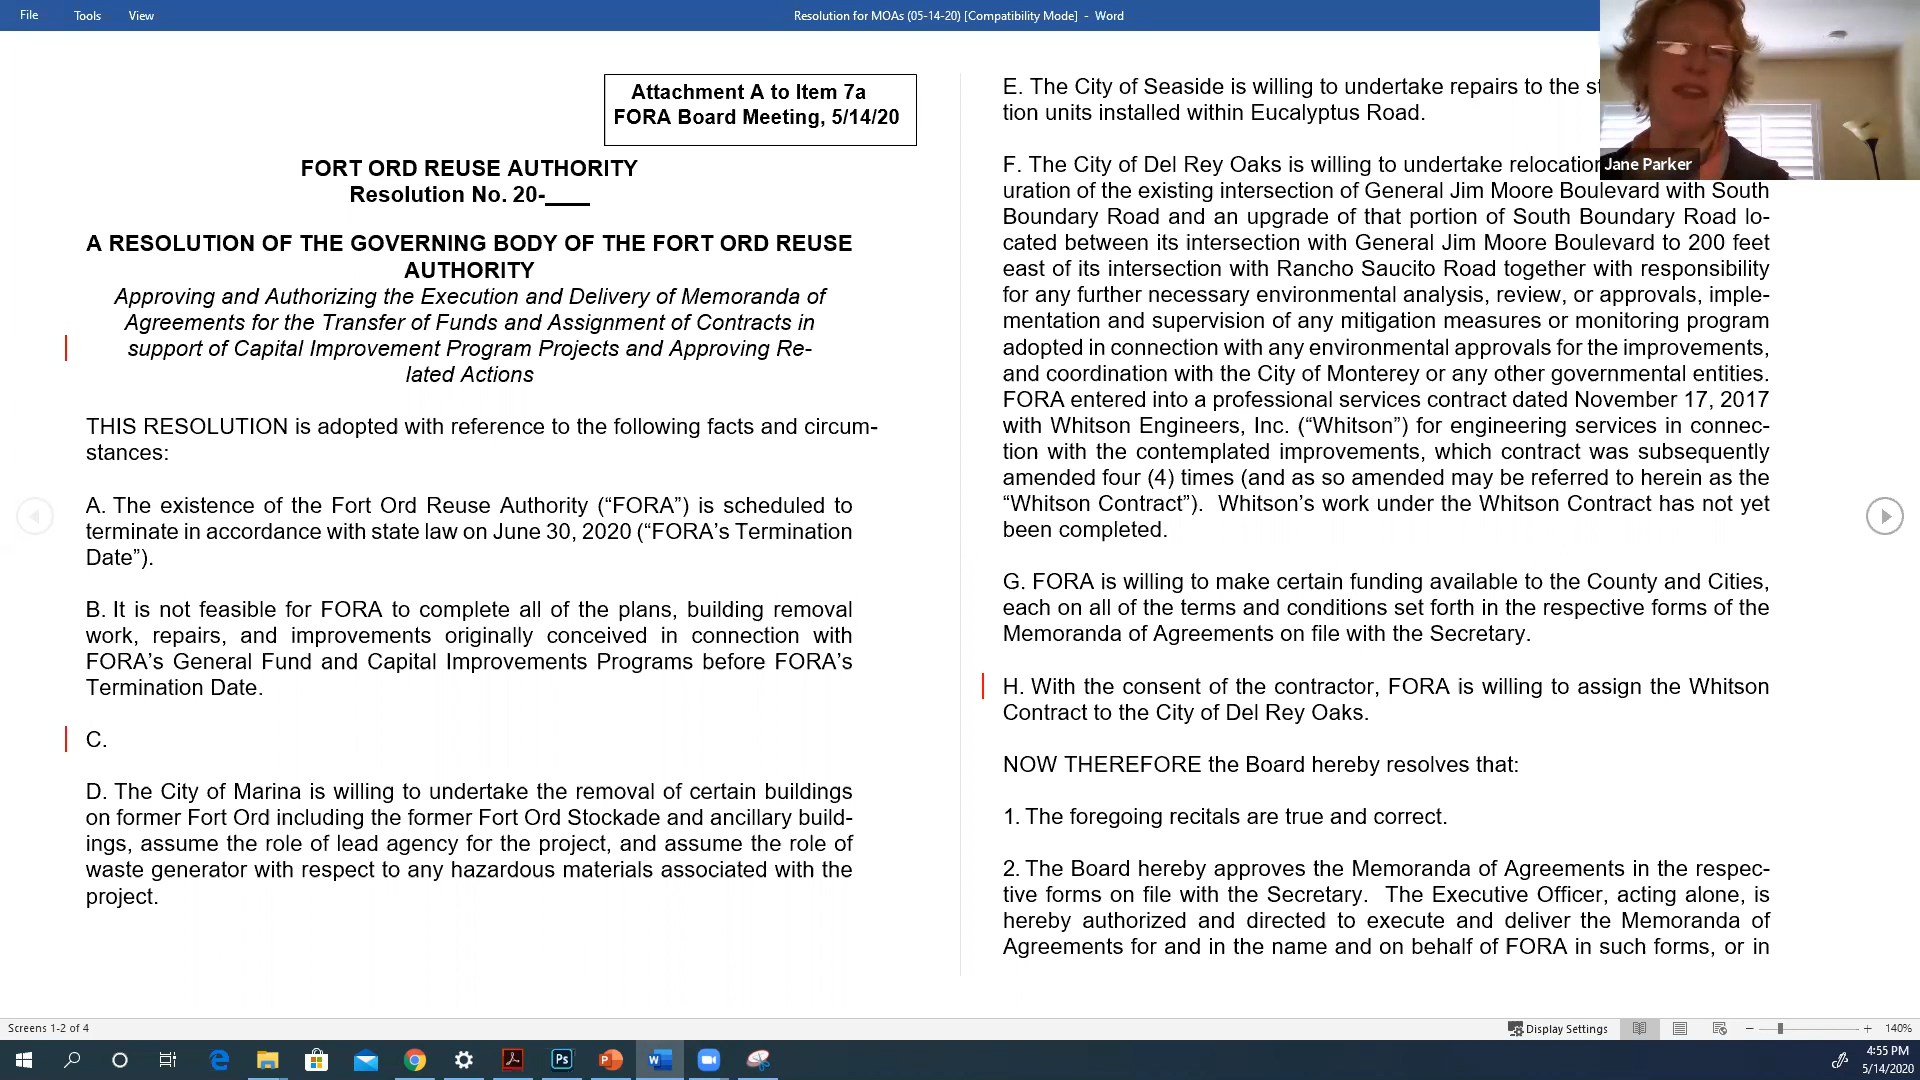 File Tools View
Resolution for MOAs (05-14-20) [Compatibility Mode] - Word
Attachment A to Item 7a
FORA Board Meeting, 5/14/20
FORT ORD REUSE AUTHORITY
Resolution No. 20-____
A RESOLUTION OF THE GOVERNING BODY OF THE FORT ORD REUSE
AUTHORITY
Approving and Authorizing the Execution and Delivery of Memoranda of
Agreements for the Transfer of Funds and Assignment of Contracts in
support of Capital Improvement Program Projects and Approving Re-
lated Actions
THIS RESOLUTION is adopted with reference to the following facts and circum-
stances:
A. The existence of the Fort Ord Reuse Authority (“FORA”) is scheduled to
terminate in accordance with state law on June 30, 2020 (“FORA’s Termination
Date”).
B. It is not feasible for FORA to complete all of the plans, building removal
work, repairs, and improvements originally conceived in connection with
FORA’s General Fund and Capital Improvements Programs before FORA’s
Termination Date.
C.
D. The City of Marina is willing to undertake the removal of certain buildings
on former Fort Ord including the former Fort Ord Stockade and ancillary build-
ings, assume the role of lead agency for the project, and assume the role of
waste generator with respect to any hazardous materials associated with the
project.
E. The City of Seaside is willing to undertake repairs to the
tion units installed within Eucalyptus Road.
F. The City of Del Rey Oaks is willing to undertake
uration of the existing intersection of General Jim Moore Boulevard with South
Boundary Road and an upgrade of that portion of South Boundary Road lo-
cated between its intersection with General Jim Moore Boulevard to 200 feet
east of its intersection with Rancho Saucito Road together with responsibility
for any further necessary environmental analysis, review, or approvals, imple-
mentation and supervision of any mitigation measures or monitoring program
adopted in connection with any environmental approvals for the improvements,
and coordination with the City of Monterey or any other governmental entities.
FORA entered into a professional services contract dated November 17, 2017
with Whitson Engineers, Inc. (“Whitson”) for engineering services in connec-
tion with the contemplated improvements, which contract was subsequently
amended four (4) times (and as so amended may be referred to herein as the
“Whitson Contract”). Whitson’s work under the Whitson Contract has not yet
been completed.
G. FORA is willing to make certain funding available to the County and Cities,
each on all of the terms and conditions set forth in the respective forms of the
Memoranda of Agreements on file with the Secretary.
H. With the consent of the contractor, FORA is willing to assign the Whitson
Contract to the City of Del Rey Oaks.
NOW THEREFORE the Board hereby resolves that:
1. The foregoing recitals are true and correct.
2. The Board hereby approves the Memoranda of Agreements in the respec-
tive forms on file with the Secretary. The Executive Officer, acting alone, is
hereby authorized and directed to execute and deliver the Memoranda of
Agreements for and in the name and on behalf of FORA in such forms, or in
Jane Parker
Screens 1-2 of 4
Display Settings
140%
Ps
4:55 PM
5/14/2020